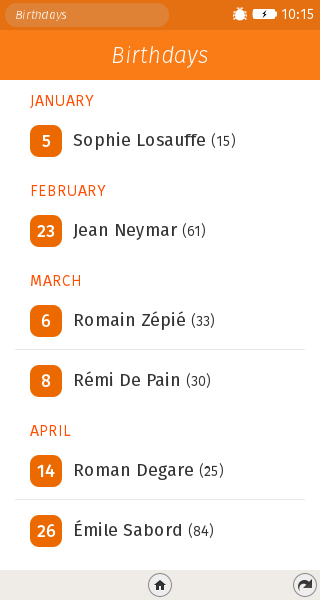 Birthdays
10:15
Birthdays
JANUARY
5 Sophie Losauffe (15)
FEBRUARY
23 Jean Neymar (61)
MARCH
6 Romain Zépié (33)
8 Rémi De Pain (30)
APRIL
14 Roman Degare (25)
26 Émile Sabord (84)